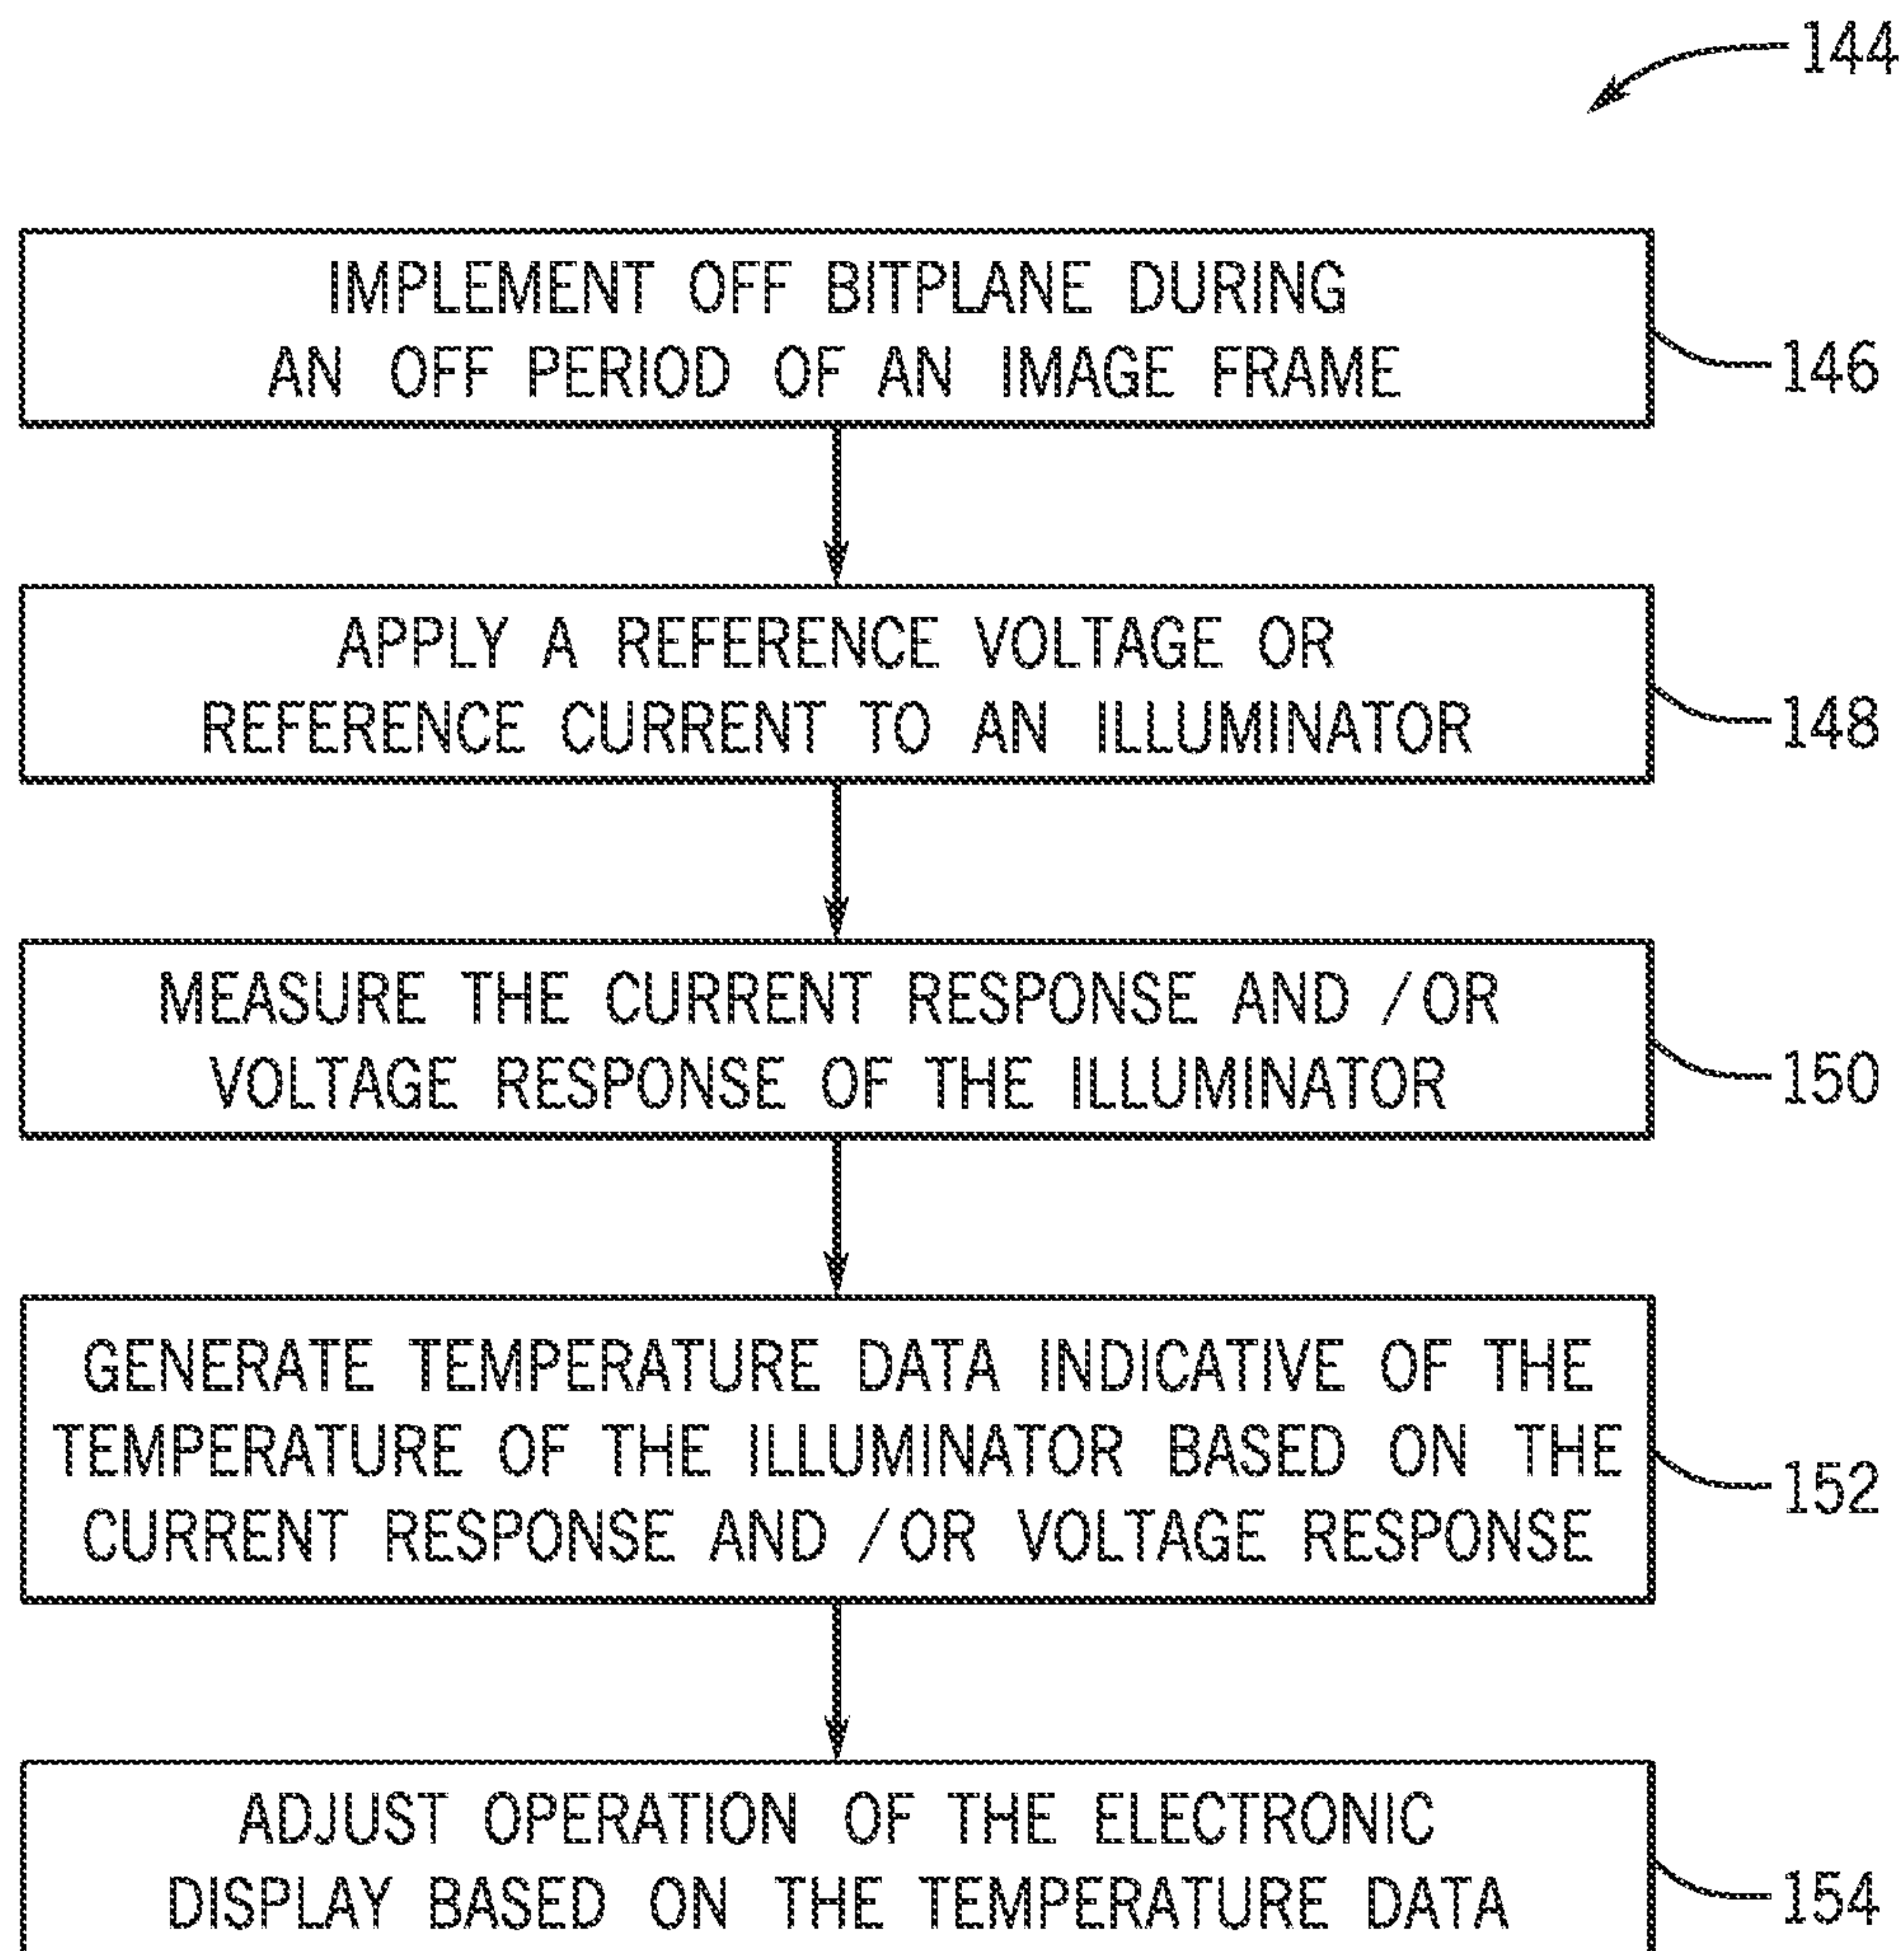 144
IMPLEMENT OFF BITPLANE DURING
AN OFF PERIOD OF AN IMAGE FRAME
146
APPLY A REFERENCE VOLTAGE OR
REFERENCE CURRENT TO AN ILLUMINATOR
148
MEASURE THE CURRENT RESPONSE AND /OR
VOLTAGE RESPONSE OF THE ILLUMINATOR
150
GENERATE TEMPERATURE DATA INDICATIVE OF THE
TEMPERATURE OF THE ILLUMINATOR BASED ON THE
CURRENT RESPONSE AND /OR VOLTAGE RESPONSE
152
ADJUST OPERATION OF THE ELECTRONIC
DISPLAY BASED ON THE TEMPERATURE DATA
154